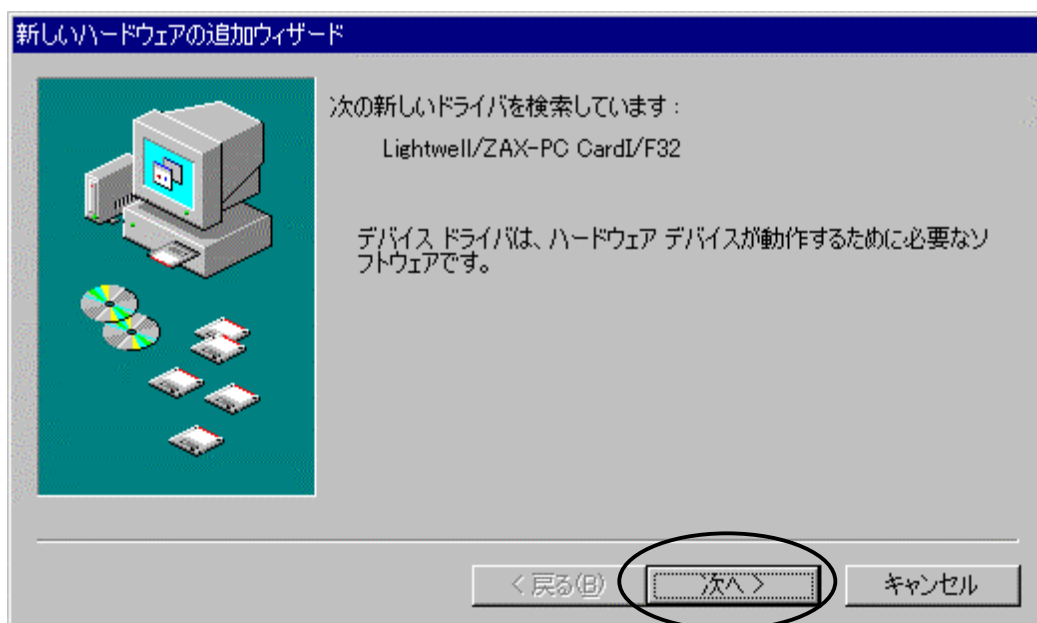 新しいハードウェアの追加ウィザード
次の新しいドライバを検索しています:
Lightwell/ZAX-PC CardI/F32
デバイス ドライバは、ハードウェア デバイスが動作するために必要なソ
フトウェアです。
< 戻る(B)
次へ >
キャンセル